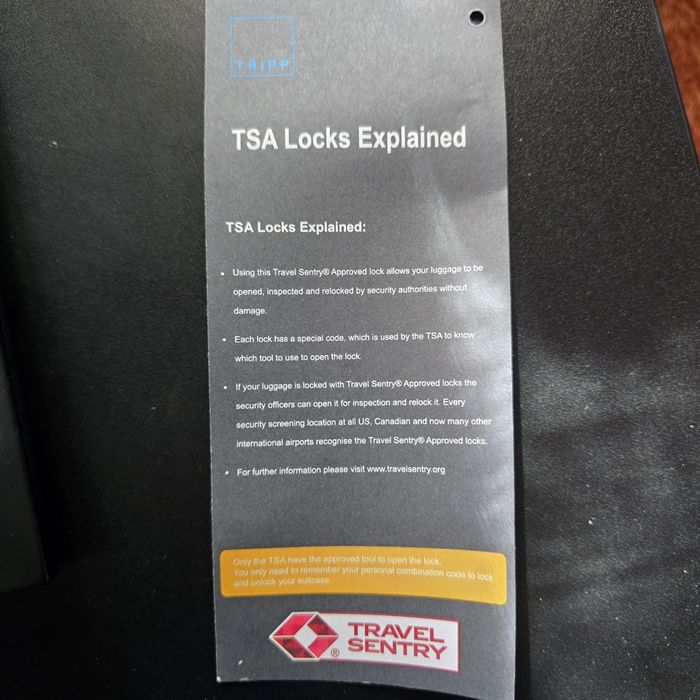 TRIPP
TSA Locks Explained
TSA Locks Explained:
• Using this Travel Sentry® Approved lock allows your luggage to be
opened, inspected and relocked by security authorities without
damage.
• Each lock has a special code, which is used by the TSA to know
which tool to use to open the lock.
• If your luggage is locked with Travel Sentry® Approved locks the
security officers can open it for inspection and relock it. Every
security screening location at all US, Canadian and now many other
international airports recognise the Travel Sentry® Approved locks.
• For further information please visit www.travelsentry.org
Only the TSA have the approved tool to open the lock.
You only need to remember your personal combination code to lock
and unlock your suitcase.
TRAVEL
SENTRY
®